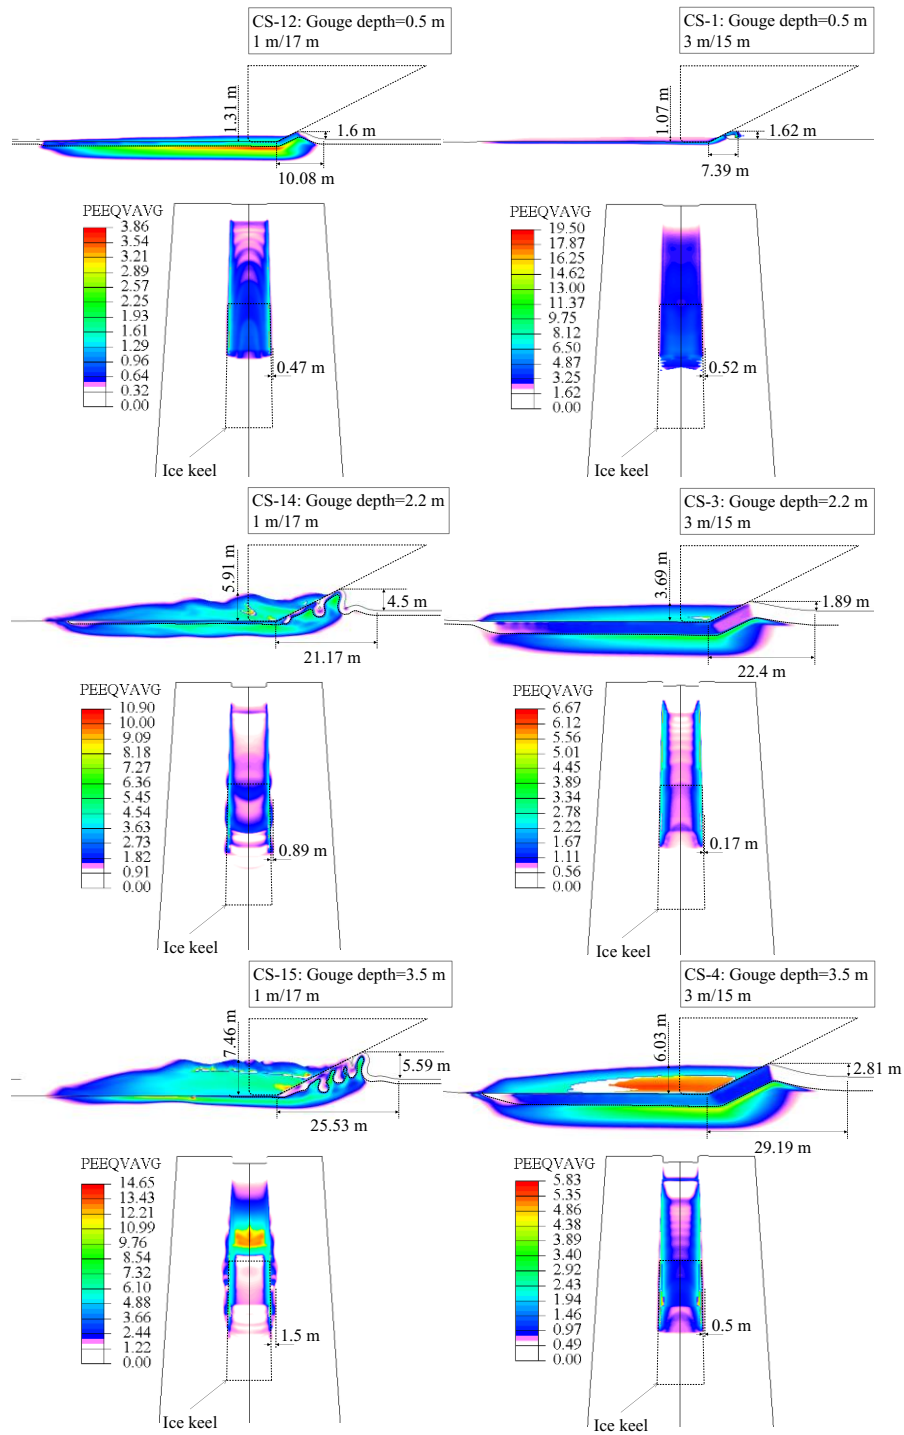 CS-12: Gouge depth=0.5 m
1 m/17 m
1.31 m
1.6 m
10.08 m
PEEQVAVG
3.86
3.54
3.21
2.89
2.57
2.25
1.93
1.61
1.29
0.96
0.64
0.32
0.00
0.47 m
Ice keel
CS-1: Gouge depth=0.5 m
3 m/15 m
1.07 m
1.62 m
7.39 m
PEEQVAVG
19.50
17.87
16.25
14.62
13.00
11.37
9.75
8.12
6.50
4.87
3.25
1.62
0.00
0.52 m
Ice keel
CS-14: Gouge depth=2.2 m
1 m/17 m
5.91 m
4.5 m
21.17 m
PEEQVAVG
10.90
10.00
9.09
8.18
7.27
6.36
5.45
4.54
3.63
2.73
1.82
0.91
0.00
0.89 m
Ice keel
CS-3: Gouge depth=2.2 m
3 m/15 m
3.69 m
1.89 m
22.4 m
PEEQVAVG
6.67
6.12
5.56
5.01
4.45
3.89
3.34
2.78
2.22
1.67
1.11
0.56
0.00
0.17 m
Ice keel
CS-15: Gouge depth=3.5 m
1 m/17 m
7.46 m
5.59 m
25.53 m
PEEQVAVG
14.65
13.43
12.21
10.99
9.76
8.54
7.32
6.10
4.88
3.66
2.44
1.22
0.00
1.5 m
Ice keel
CS-4: Gouge depth=3.5 m
3 m/15 m
6.03 m
2.81 m
29.19 m
PEEQVAVG
5.83
5.35
4.86
4.38
3.89
3.40
2.92
2.43
1.94
1.46
0.97
0.49
0.00
0.5 m
Ice keel